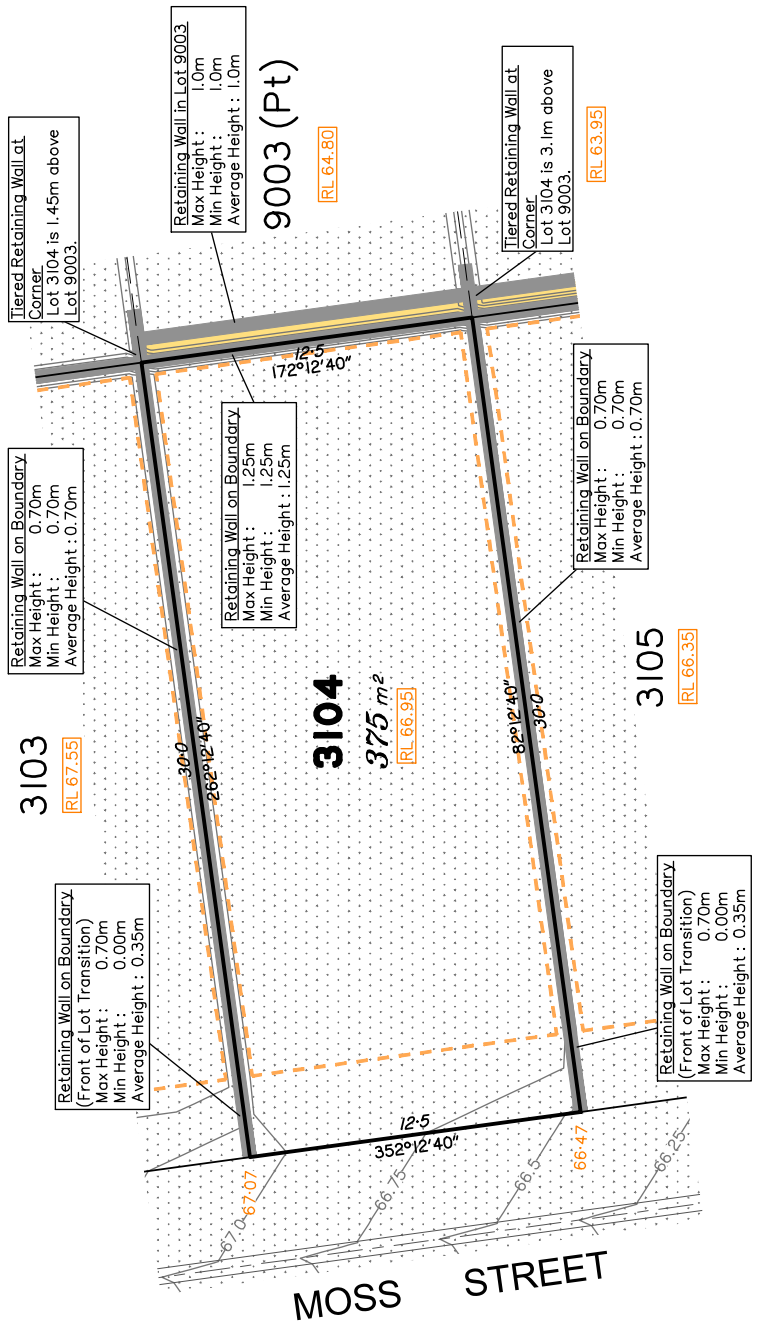 Tiered Retaining Wall at
Corner
Lot 3104 is 1.45m above
Lot 9003.
Retaining Wall in Lot 9003
Max Height : 1.0m
Min Height : 1.0m
Average Height : 1.0m
9003 (Pt)
RL 64.80
Tiered Retaining Wall at
Corner
Lot 3104 is 3.1m above
Lot 9003.
RL 63.95
12·5
172°12'40"
Retaining Wall on Boundary
Max Height : 0.70m
Min Height : 0.70m
Average Height : 0.70m
Retaining Wall on Boundary
Max Height : 1.25m
Min Height : 1.25m
Average Height : 1.25m
Retaining Wall on Boundary
Max Height : 0.70m
Min Height : 0.70m
Average Height : 0.70m
3103
RL 67.55
30·0
262°12'40"
3104
375 m²
RL 66.95
82°12'40"
30·0
3105
RL 66.35
Retaining Wall on Boundary
(Front of Lot Transition)
Max Height : 0.70m
Min Height : 0.00m
Average Height : 0.35m
Retaining Wall on Boundary
(Front of Lot Transition)
Max Height : 0.70m
Min Height : 0.00m
Average Height : 0.35m
12·5
352°12'40"
67·07
66·47
67.0
66.75
66.5
66.25
MOSS STREET